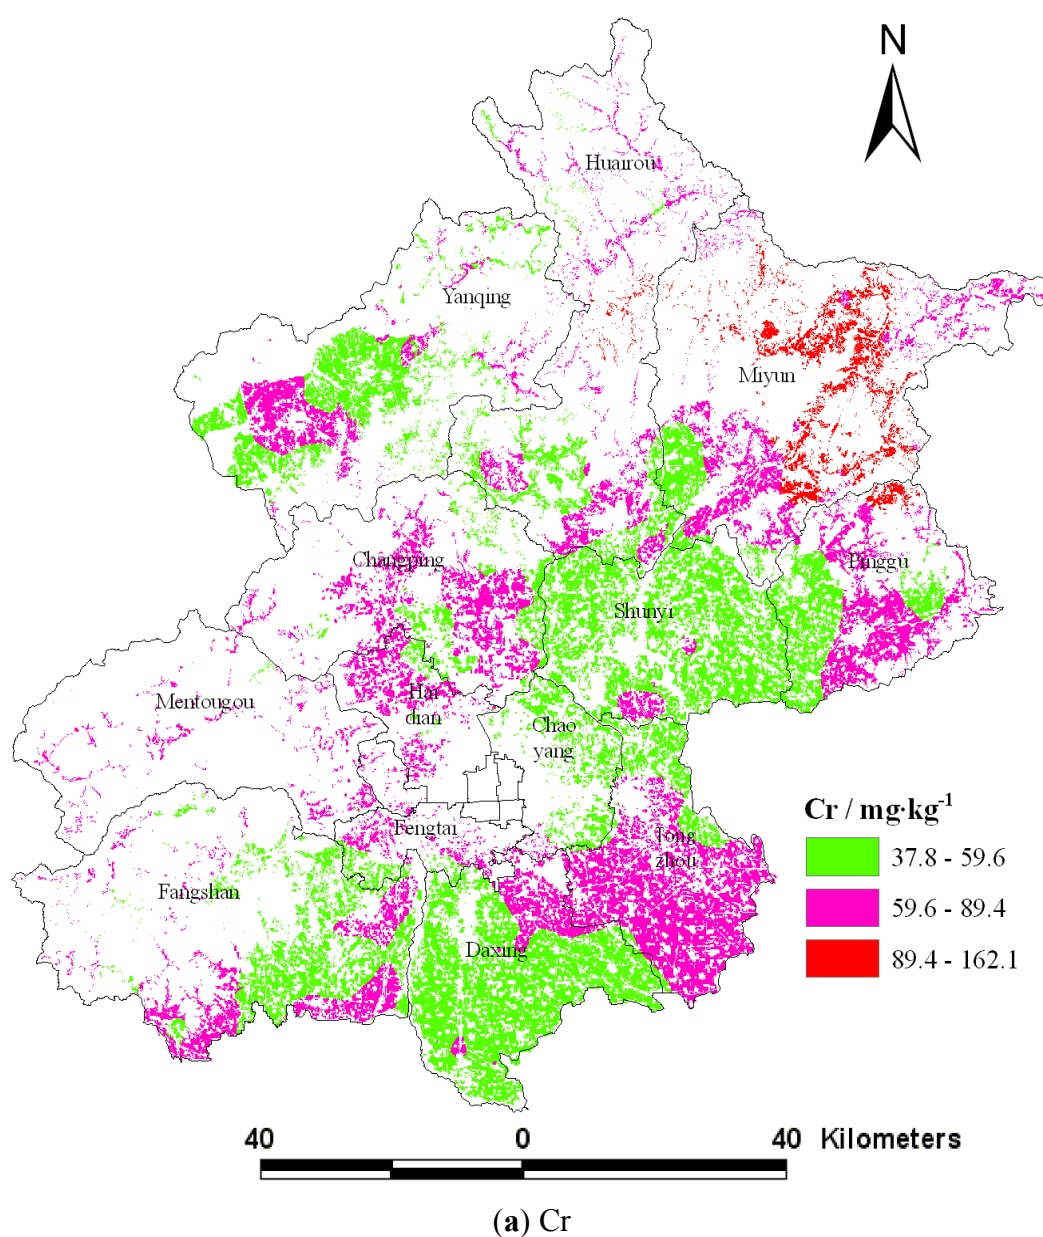 N
Huairou
Yanqing
Miyun
Changping
Pinggu
Shunyi
Mentougou
Hai
dian
Chao
yang
Cr / mg·kg-1
37.8 - 59.6
59.6 - 89.4
89.4 - 162.1
Fengtai
Tong
zhou
Fangshan
Daxing
40 0 40 Kilometers
(a) Cr